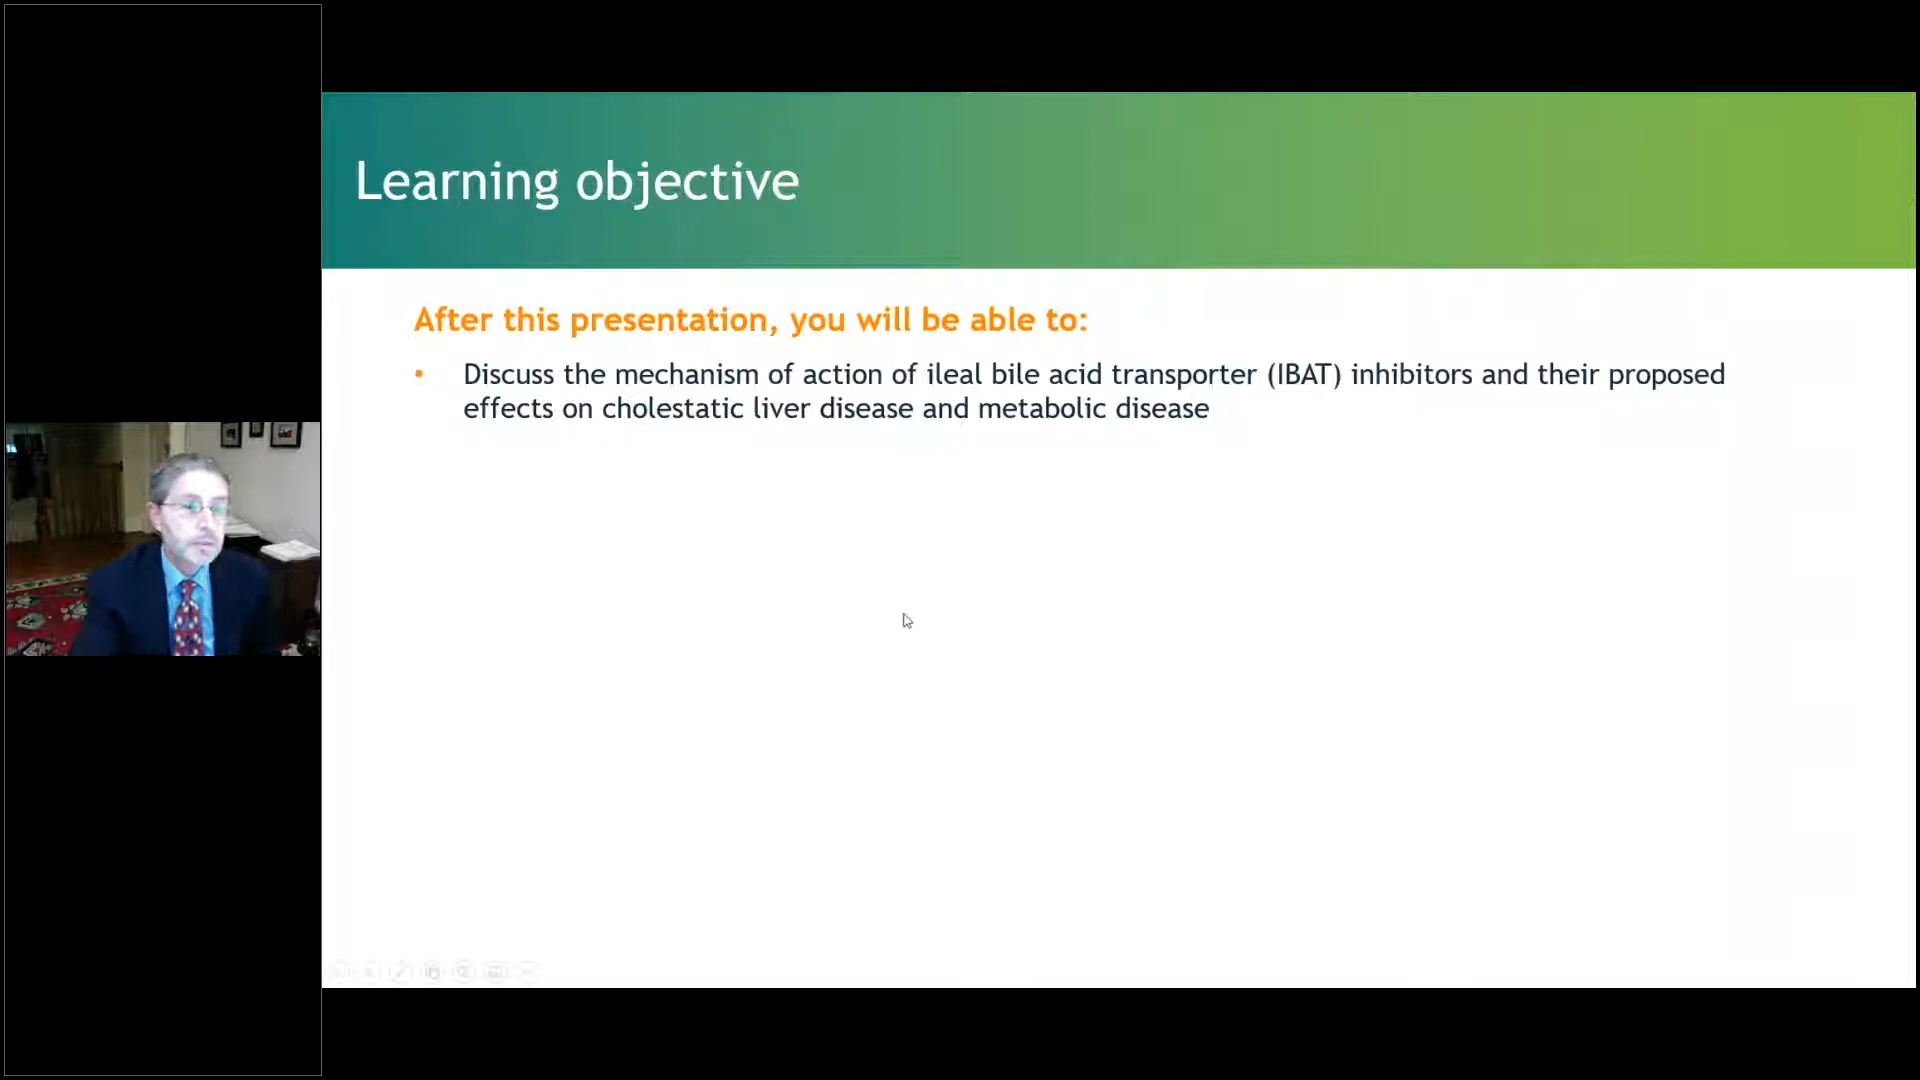 Learning objective
After this presentation, you will be able to:
• Discuss the mechanism of action of ileal bile acid transporter (IBAT) inhibitors and their proposed
effects on cholestatic liver disease and metabolic disease